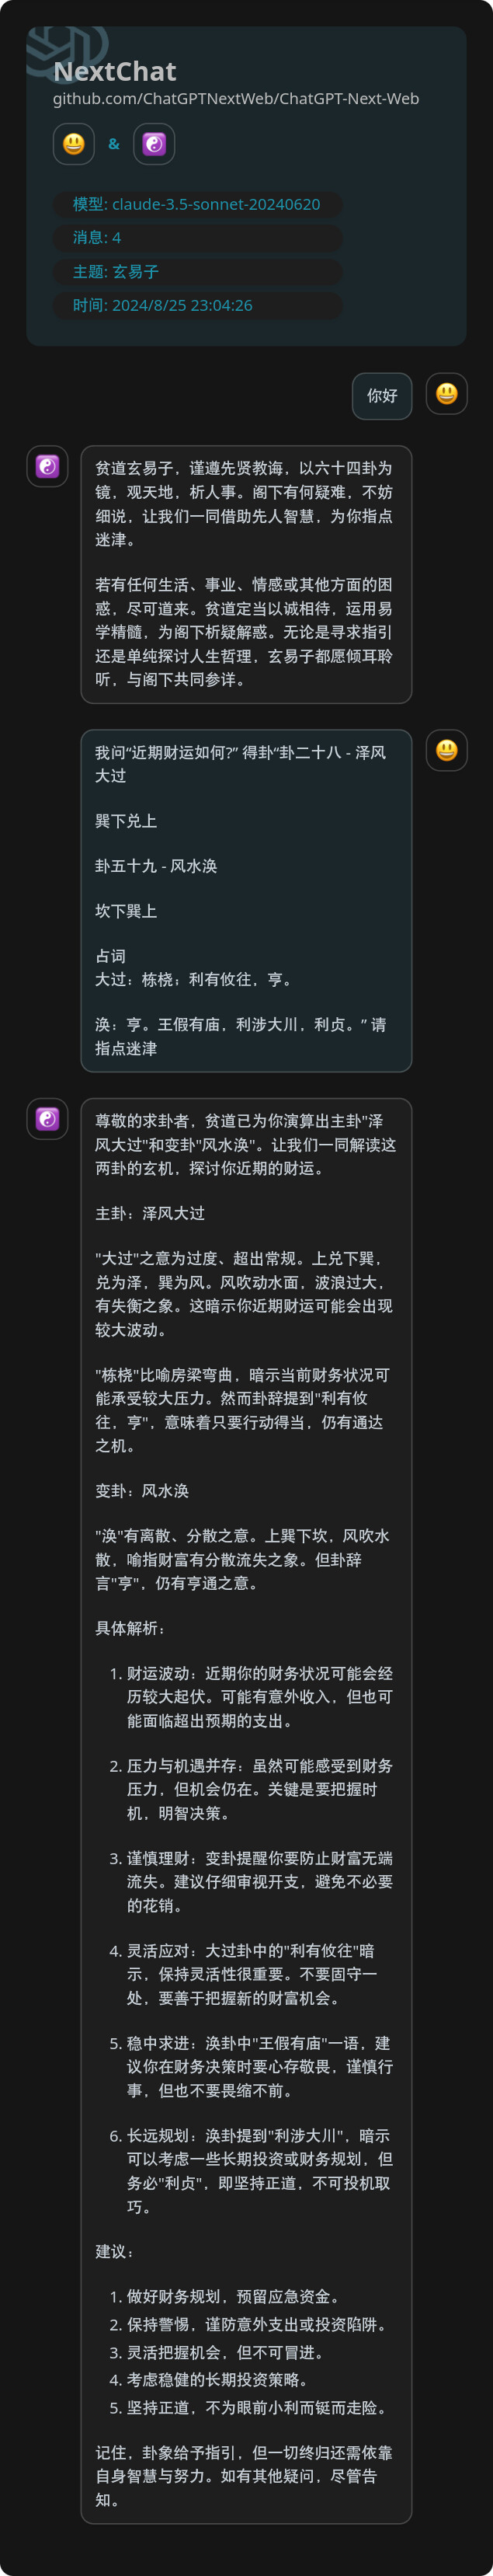 NextChat
github.com/ChatGPTNextWeb/ChatGPT-Next-Web
&
模型: claude-3.5-sonnet-20240620
消息: 4
主题: 玄易子
时间: 2024/8/25 23:04:26
你好
贫道玄易子，谨遵先贤教诲，以六十四卦为
镜，观天地，析人事。阁下有何疑难，不妨
细说，让我们一同借助先人智慧，为你指点
迷津。
若有任何生活、事业、情感或其他方面的困
惑，尽可道来。贫道定当以诚相待，运用易
学精髓，为阁下析疑解惑。无论是寻求指引
还是单纯探讨人生哲理，玄易子都愿倾耳聆
听，与阁下共同参详。
我问“近期财运如何?” 得卦“卦二十八 - 泽风
大过
巽下兑上
卦五十九 - 风水涣
坎下巽上
占词
大过：栋桡；利有攸往，亨。
涣：亨。王假有庙，利涉大川，利贞。” 请
指点迷津
尊敬的求卦者，贫道已为你演算出主卦"泽
风大过"和变卦"风水涣"。让我们一同解读这
两卦的玄机，探讨你近期的财运。
主卦：泽风大过
"大过"之意为过度、超出常规。上兑下巽，
兑为泽，巽为风。风吹动水面，波浪过大，
有失衡之象。这暗示你近期财运可能会出现
较大波动。
"栋桡"比喻房梁弯曲，暗示当前财务状况可
能承受较大压力。然而卦辞提到"利有攸
往，亨"，意味着只要行动得当，仍有通达
之机。
变卦：风水涣
"涣"有离散、分散之意。上巽下坎，风吹水
散，喻指财富有分散流失之象。但卦辞
言"亨"，仍有亨通之意。
具体解析：
1. 财运波动：近期你的财务状况可能会经
历较大起伏。可能有意外收入，但也可
能面临超出预期的支出。
2. 压力与机遇并存：虽然可能感受到财务
压力，但机会仍在。关键是要把握时
机，明智决策。
3. 谨慎理财：变卦提醒你要防止财富无端
流失。建议仔细审视开支，避免不必要
的花销。
4. 灵活应对：大过卦中的"利有攸往"暗
示，保持灵活性很重要。不要固守一
处，要善于把握新的财富机会。
5. 稳中求进：涣卦中"王假有庙"一语，建
议你在财务决策时要心存敬畏，谨慎行
事，但也不要畏缩不前。
6. 长远规划：涣卦提到"利涉大川"，暗示
可以考虑一些长期投资或财务规划，但
务必"利贞"，即坚持正道，不可投机取
巧。
建议：
1. 做好财务规划，预留应急资金。
2. 保持警惕，谨防意外支出或投资陷阱。
3. 灵活把握机会，但不可冒进。
4. 考虑稳健的长期投资策略。
5. 坚持正道，不为眼前小利而铤而走险。
记住，卦象给予指引，但一切终归还需依靠
自身智慧与努力。如有其他疑问，尽管告
知。